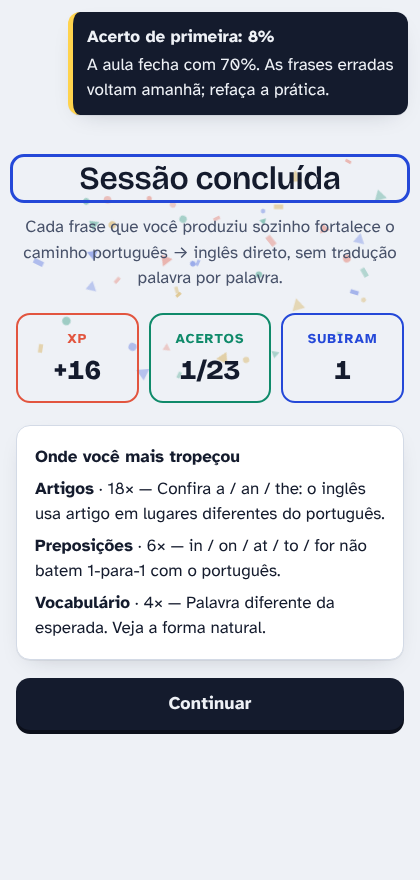 Acerto de primeira: 8%
A aula fecha com 70%. As frases erradas
voltam amanhã; refaça a prática.
Sessão concluída
Cada frase que você produziu sozinho fortalece o
caminho português → inglês direto, sem tradução
palavra por palavra.
XP
+16
ACERTOS
1/23
SUBIRAM
1
Onde você mais tropeçou
Artigos · 18× — Confira a / an / the: o inglês
usa artigo em lugares diferentes do português.
Preposições · 6× — in / on / at / to / for não
batem 1-para-1 com o português.
Vocabulário · 4× — Palavra diferente da
esperada. Veja a forma natural.
Continuar